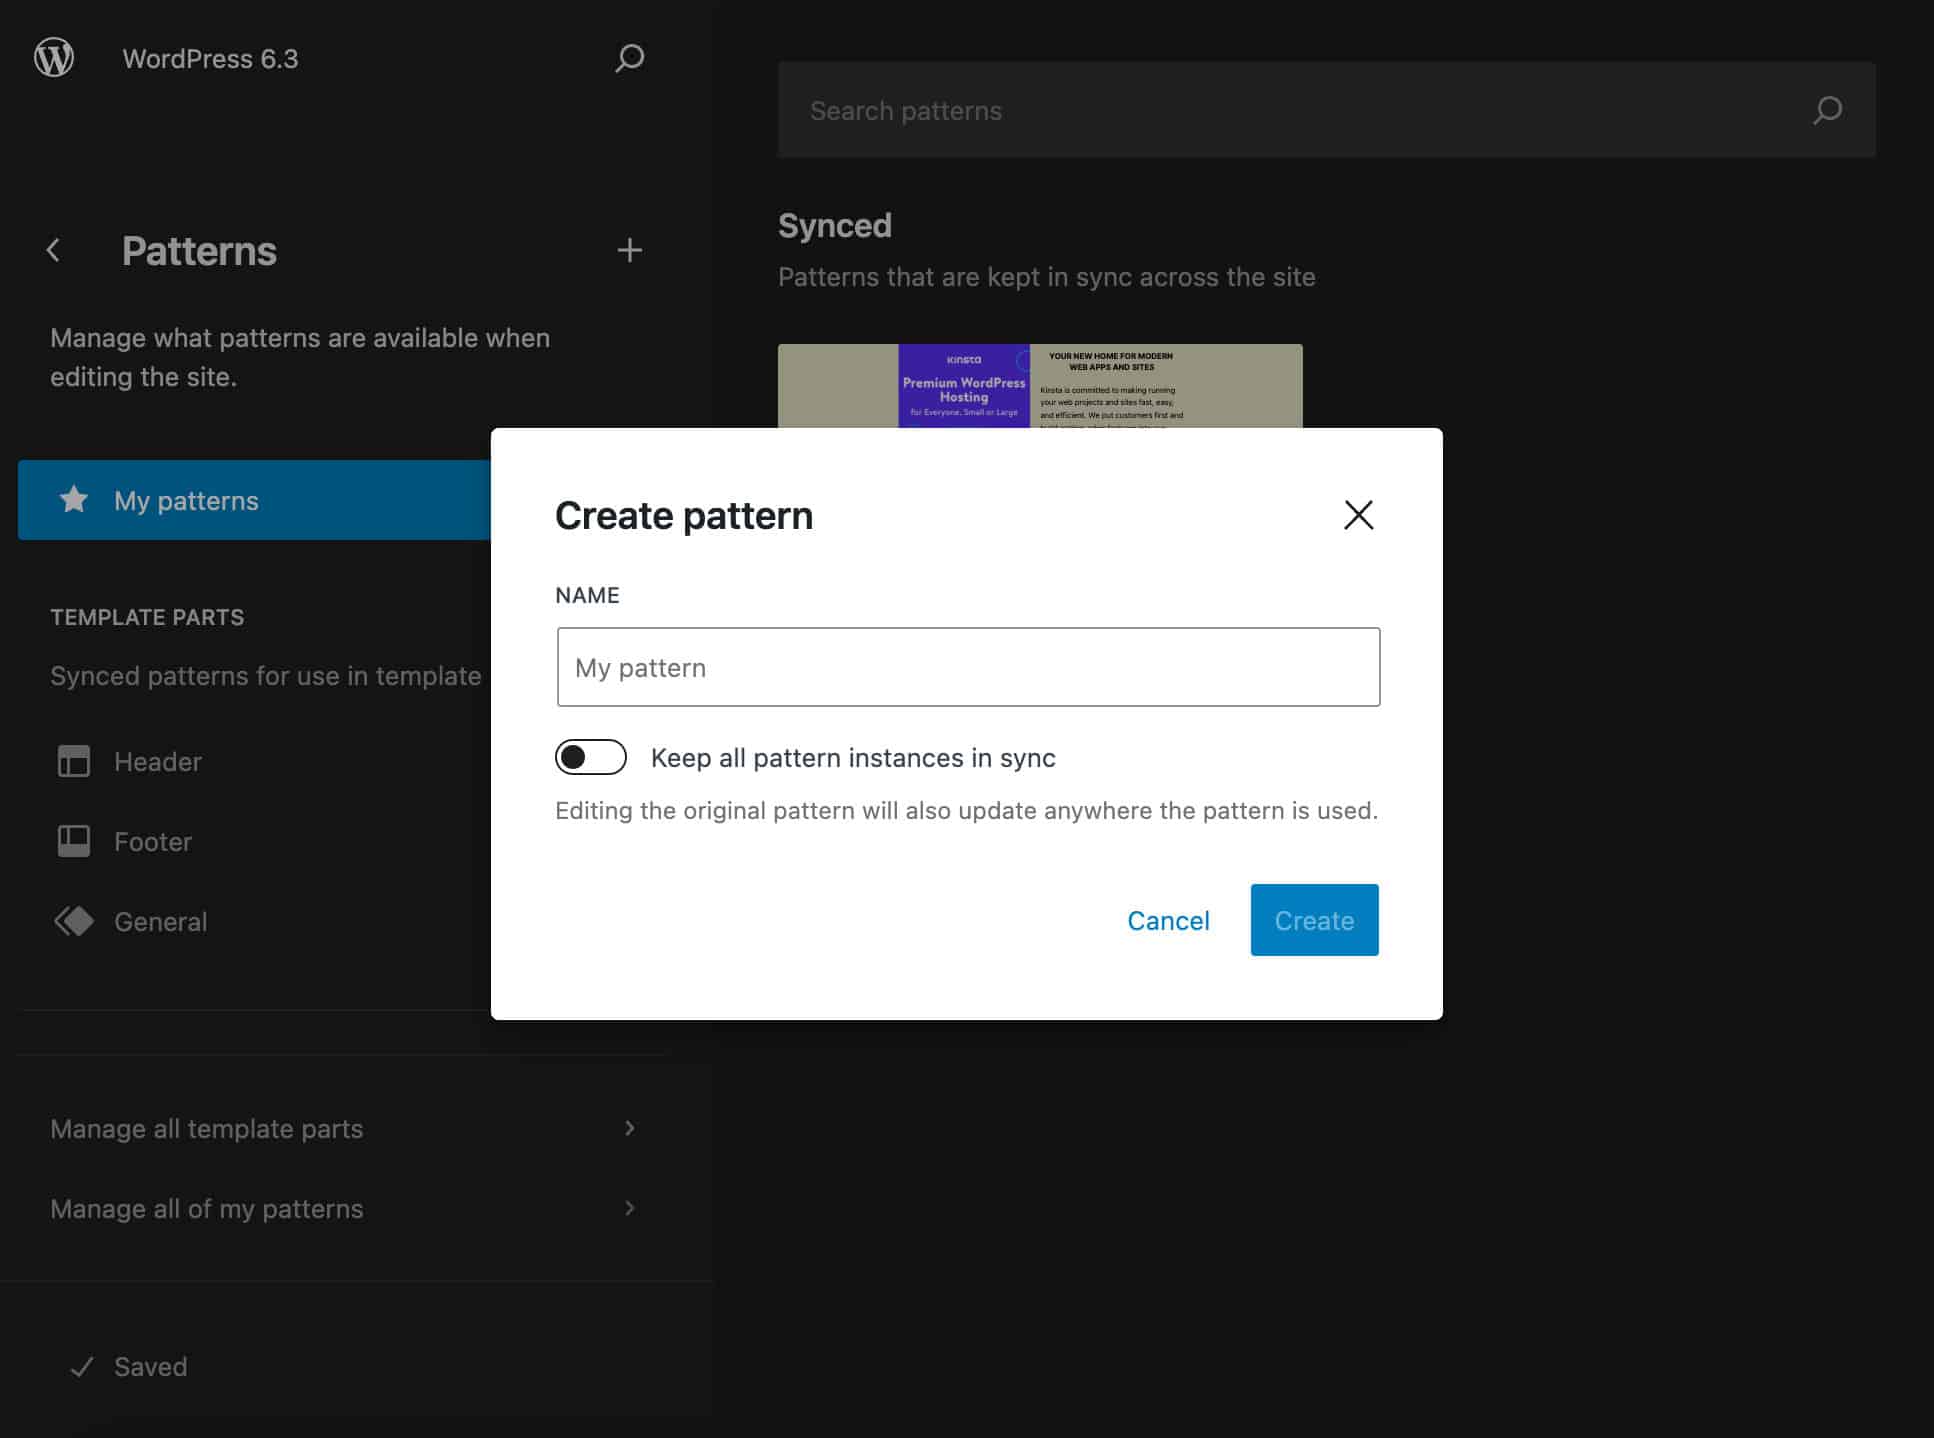 WordPress 6.3
Patterns
Manage what patterns are available when
editing the site.
My patterns
TEMPLATE PARTS
Synced patterns for use in template
Header
Footer
General
Manage all template parts
Manage all of my patterns
Saved
Search patterns
Synced
Patterns that are kept in sync across the site
Kinsta
Premium WordPress
Hosting
for Everyone, Small or Large
YOUR NEW HOME FOR MODERN
WEB APPS AND SITES
Kinsta is committed to making running
your web projects and sites fast, easy,
and efficient. We put customers first and
Create pattern
NAME
My pattern
Keep all pattern instances in sync
Editing the original pattern will also update anywhere the pattern is used.
Cancel
Create